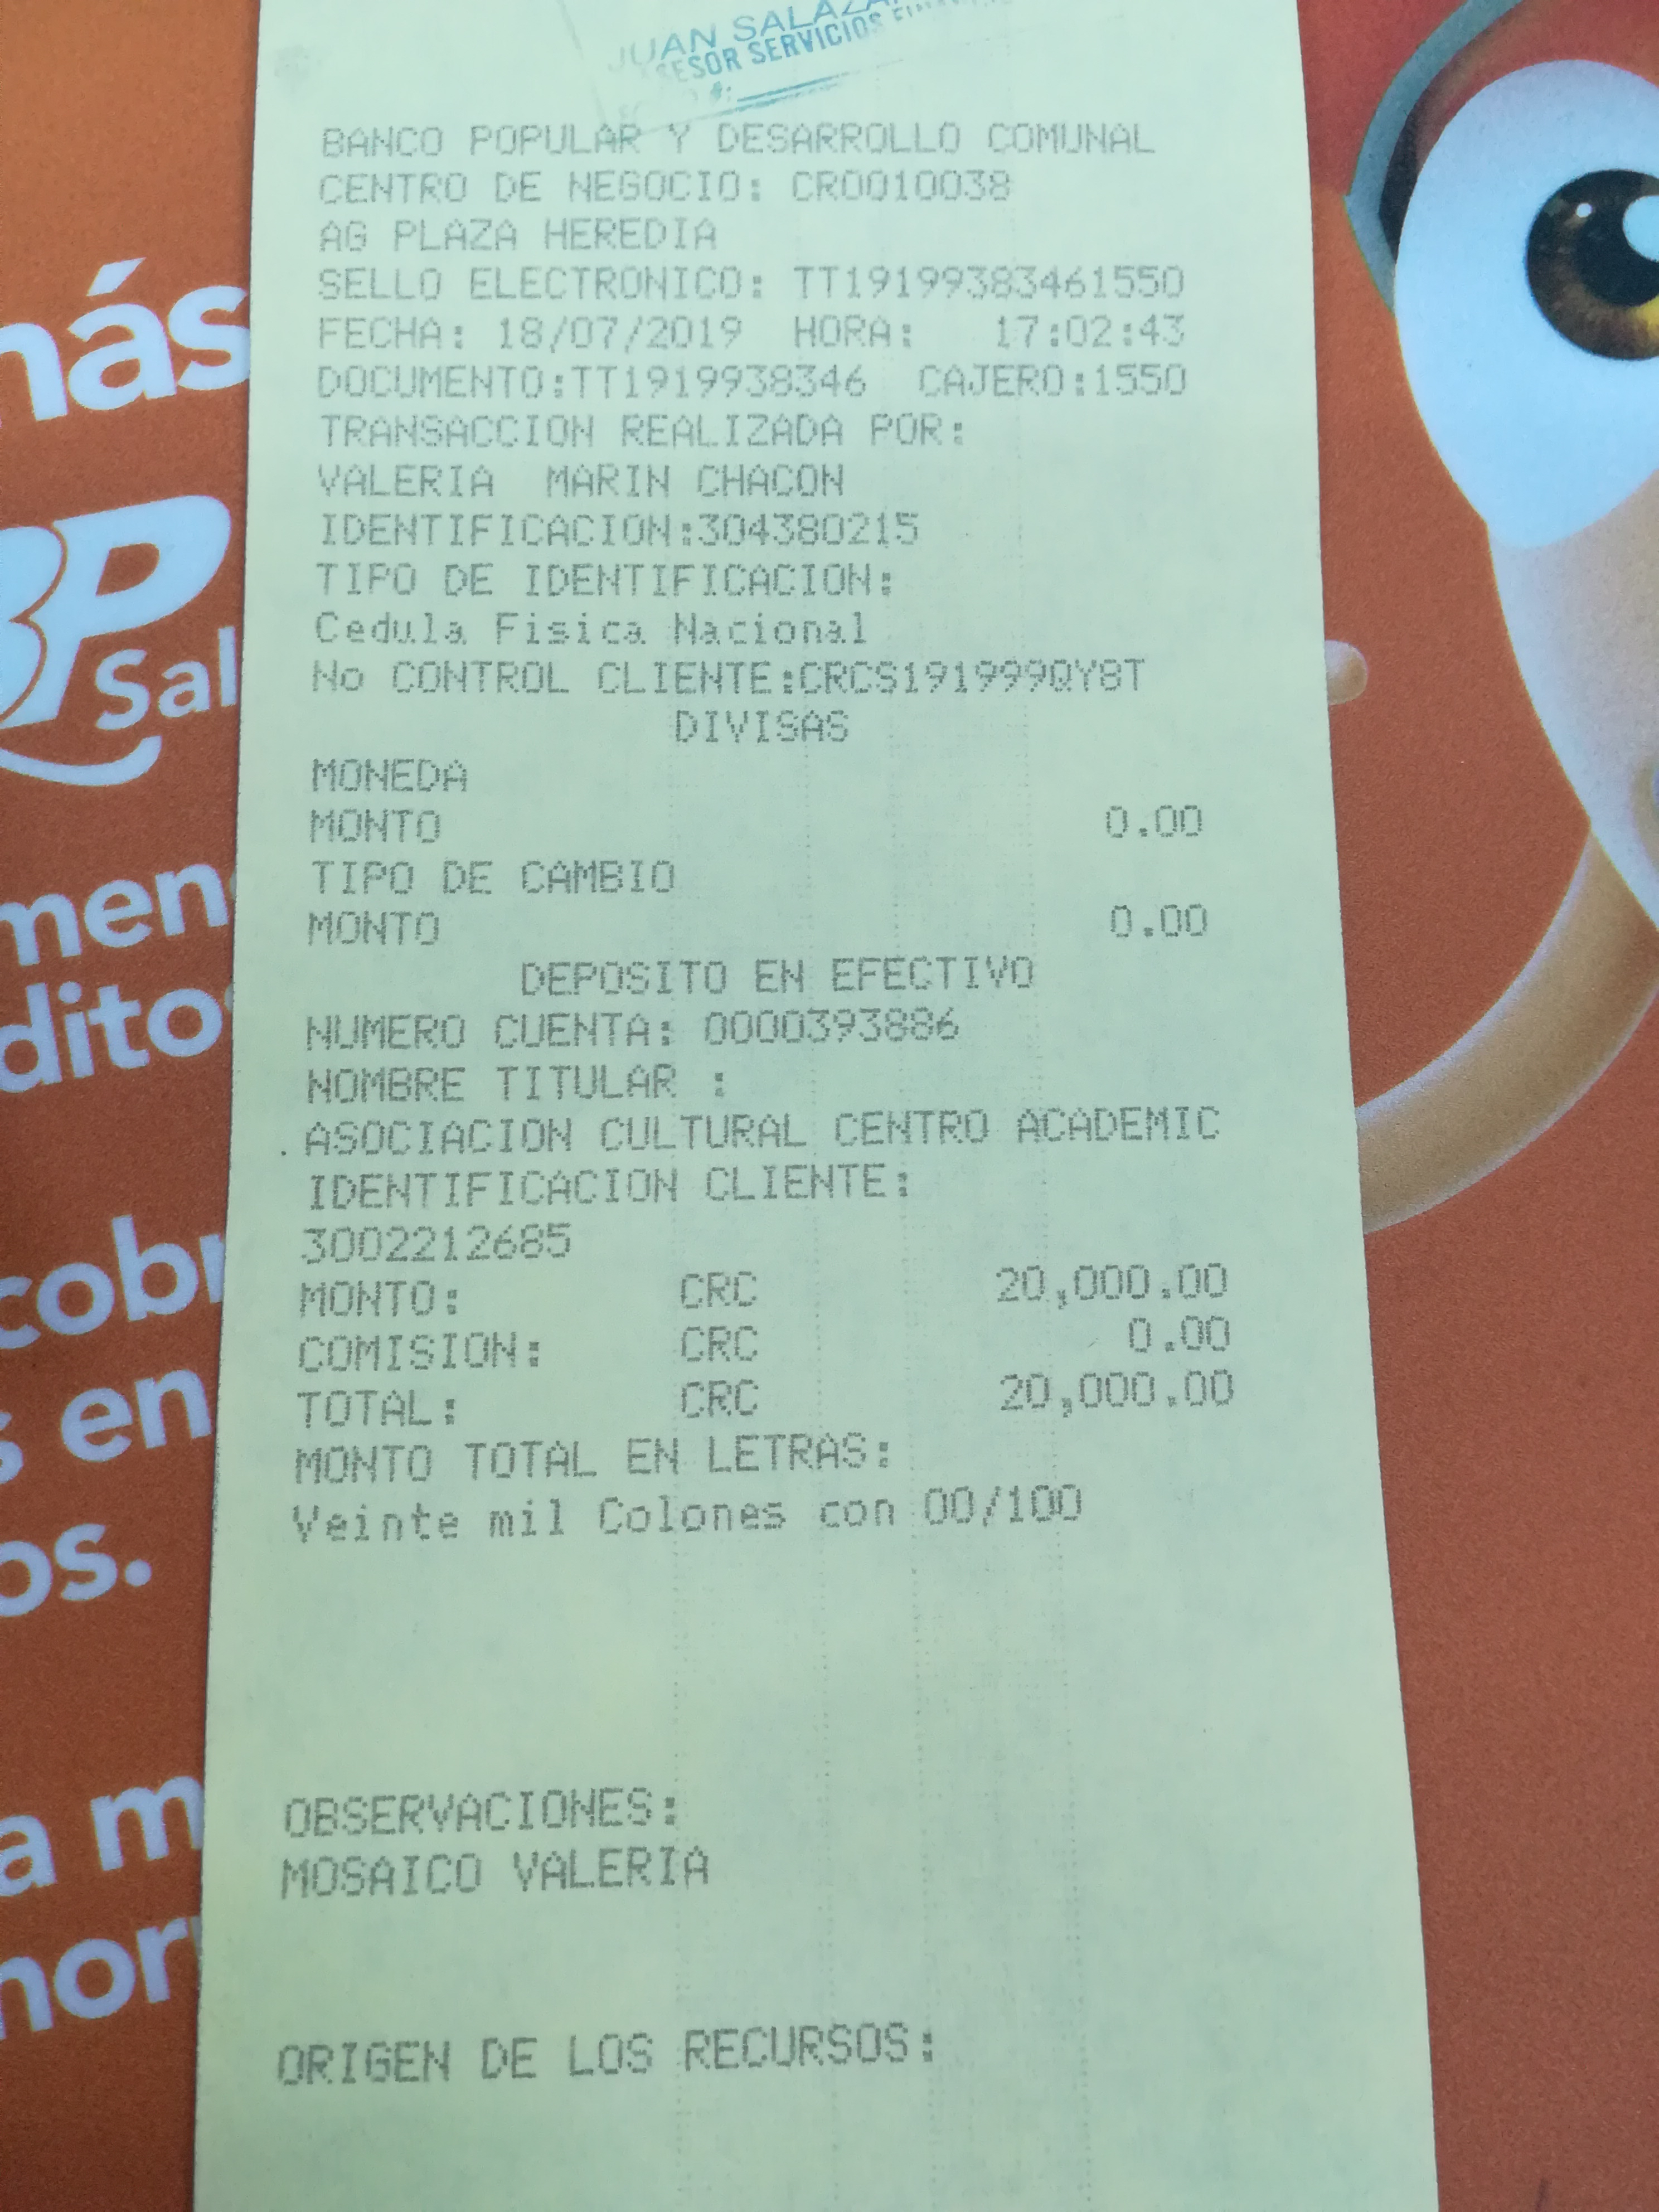 JUAN SALAZA
SESOR SERVICIOS
BANCO POPULAR Y DESARROLLO COMUNAL
CENTRO DE NEGOCIO: CR0010038
AG PLAZA HEREDIA
SELLO ELECTRONICO: TT19199383461550
FECHA: 18/07/2019 HORA: 17:02:43
DOCUMENTO:TT1919938346 CAJERO:1550
TRANSACCION REALIZADA POR:
VALERIA MARIN CHACON
IDENTIFICACION:304380215
TIPO DE IDENTIFICACION:
Cedula Fisica Nacional
No CONTROL CLIENTE:CRCS191999QY8T
DIVISAS
MONEDA
MONTO 0.00
TIPO DE CAMBIO
MONTO 0.00
DEPOSITO EN EFECTIVO
NUMERO CUENTA: 0000393886
NOMBRE TITULAR :
ASOCIACION CULTURAL CENTRO ACADEMIC
IDENTIFICACION CLIENTE:
3002212685
MONTO: CRC 20,000.00
COMISION: CRC 0.00
TOTAL: CRC 20,000.00
MONTO TOTAL EN LETRAS:
Veinte mil Colones con 00/100
OBSERVACIONES:
MOSAICO VALERIA
ORIGEN DE LOS RECURSOS:
más
BP
Sal
men
dito
cobr
s en
os.
a m
nor